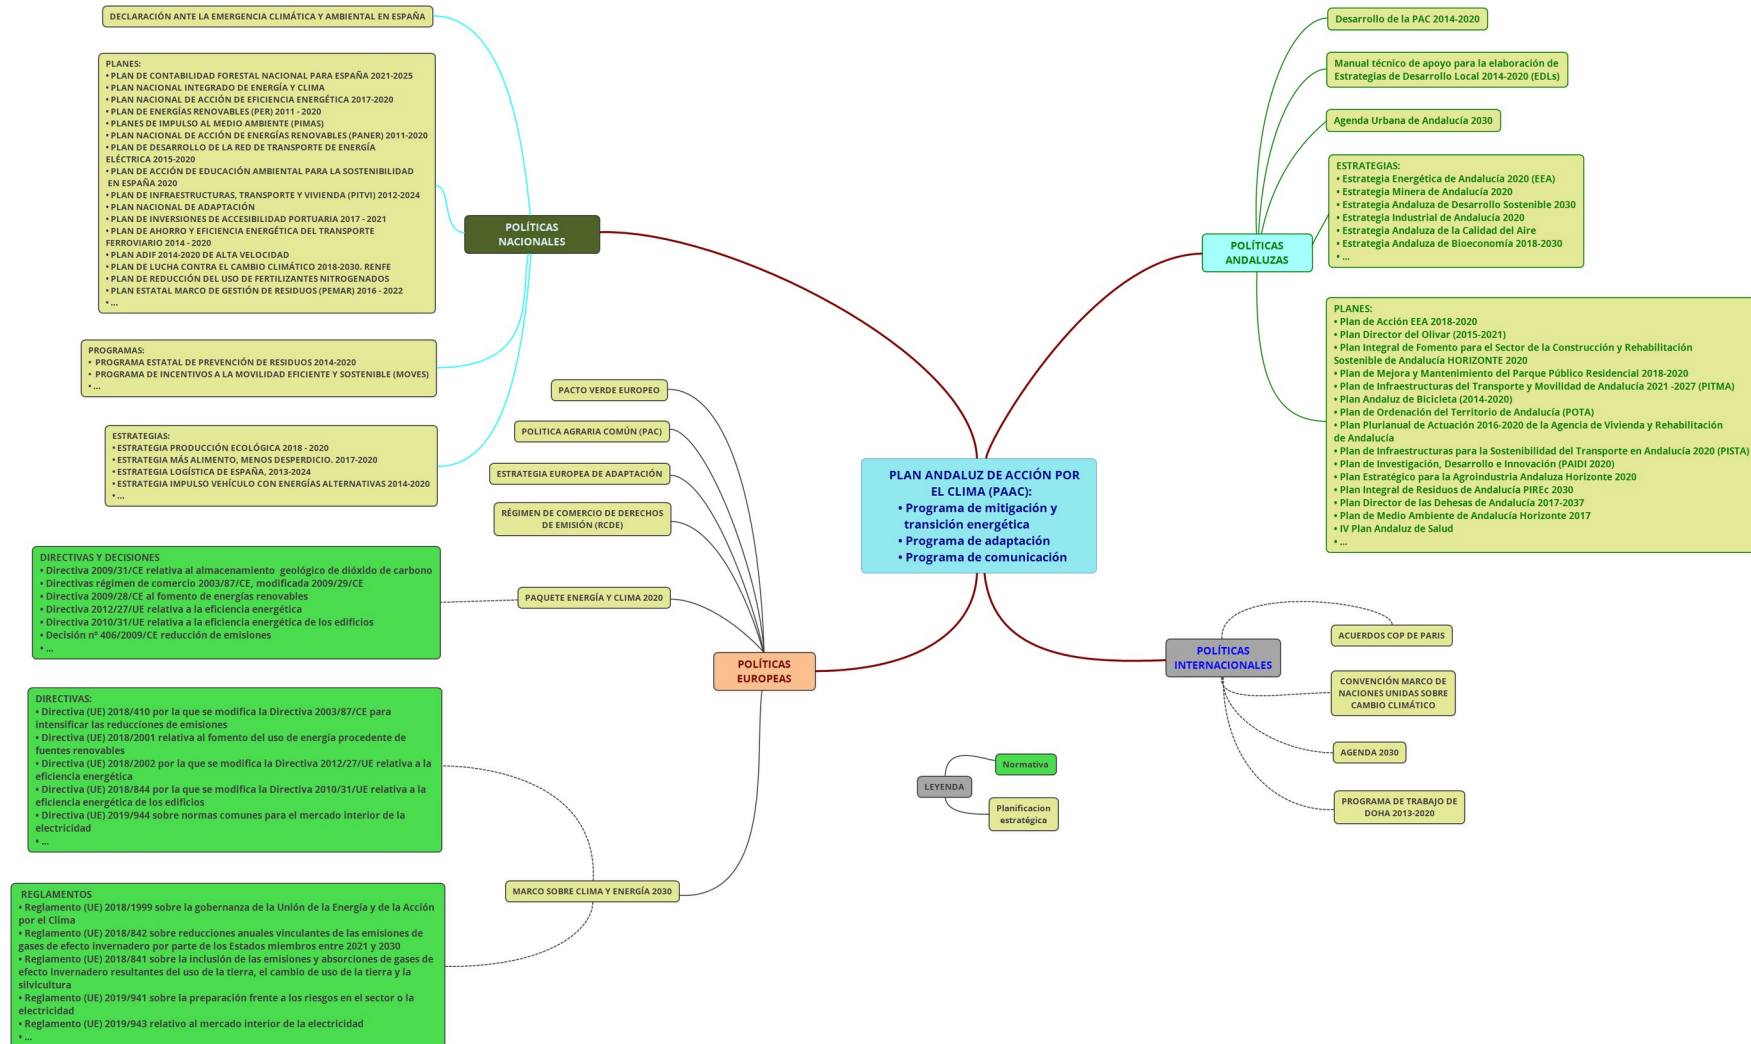 DECLARACIÓN ANTE LA EMERGENCIA CLIMÁTICA Y AMBIENTAL EN ESPAÑA
PLANES:
• PLAN DE CONTABILIDAD FORESTAL NACIONAL PARA ESPAÑA 2021-2025
• PLAN NACIONAL INTEGRADO DE ENERGÍA Y CLIMA
• PLAN NACIONAL DE ACCIÓN DE EFICIENCIA ENERGÉTICA 2017-2020
• PLAN DE ENERGÍAS RENOVABLES (PER) 2011 - 2020
• PLANES DE IMPULSO AL MEDIO AMBIENTE (PIMAS)
• PLAN NACIONAL DE ACCIÓN DE ENERGÍAS RENOVABLES (PANER) 2011-2020
• PLAN DE DESARROLLO DE LA RED DE TRANSPORTE DE ENERGÍA
ELÉCTRICA 2015-2020
• PLAN DE ACCIÓN DE EDUCACIÓN AMBIENTAL PARA LA SOSTENIBILIDAD
EN ESPAÑA 2020
• PLAN DE INFRAESTRUCTURAS, TRANSPORTE Y VIVIENDA (PITVI) 2012-2024
• PLAN NACIONAL DE ADAPTACIÓN
• PLAN DE INVERSIONES DE ACCESIBILIDAD PORTUARIA 2017 - 2021
• PLAN DE AHORRO Y EFICIENCIA ENERGÉTICA DEL TRANSPORTE
FERROVIARIO 2014 - 2020
• PLAN ADIF 2014-2020 DE ALTA VELOCIDAD
• PLAN DE LUCHA CONTRA EL CAMBIO CLIMÁTICO 2018-2030. RENFE
• PLAN DE REDUCCIÓN DEL USO DE FERTILIZANTES NITROGENADOS
• PLAN ESTATAL MARCO DE GESTIÓN DE RESIDUOS (PEMAR) 2016 - 2022
• ...
PROGRAMAS:
• PROGRAMA ESTATAL DE PREVENCIÓN DE RESIDUOS 2014-2020
• PROGRAMA DE INCENTIVOS A LA MOVILIDAD EFICIENTE Y SOSTENIBLE (MOVES)
• ...
ESTRATEGIAS:
• ESTRATEGIA PRODUCCIÓN ECOLÓGICA 2018 - 2020
• ESTRATEGIA MÁS ALIMENTO, MENOS DESPERDICIO. 2017-2020
• ESTRATEGIA LOGÍSTICA DE ESPAÑA, 2013-2024
• ESTRATEGIA IMPULSO VEHÍCULO CON ENERGÍAS ALTERNATIVAS 2014-2020
• ...
POLÍTICAS
NACIONALES
Desarrollo de la PAC 2014-2020
Manual técnico de apoyo para la elaboración de
Estrategias de Desarrollo Local 2014-2020 (EDLs)
Agenda Urbana de Andalucía 2030
ESTRATEGIAS:
• Estrategia Energética de Andalucía 2020 (EEA)
• Estrategia Minera de Andalucía 2020
• Estrategia Andaluza de Desarrollo Sostenible 2030
• Estrategia Industrial de Andalucía 2020
• Estrategia Andaluza de la Calidad del Aire
• Estrategia Andaluza de Bioeconomía 2018-2030
• ...
POLÍTICAS
ANDALUZAS
PLANES:
• Plan de Acción EEA 2018-2020
• Plan Director del Olivar (2015-2021)
• Plan Integral de Fomento para el Sector de la Construcción y Rehabilitación
Sostenible de Andalucía HORIZONTE 2020
• Plan de Mejora y Mantenimiento del Parque Público Residencial 2018-2020
• Plan de Infraestructuras del Transporte y Movilidad de Andalucía 2021 -2027 (PITMA)
• Plan Andaluz de Bicicleta (2014-2020)
• Plan de Ordenación del Territorio de Andalucía (POTA)
• Plan Plurianual de Actuación 2016-2020 de la Agencia de Vivienda y Rehabilitación
de Andalucía
• Plan de Infraestructuras para la Sostenibilidad del Transporte en Andalucía 2020 (PISTA)
• Plan de Investigación, Desarrollo e Innovación (PAIDI 2020)
• Plan Estratégico para la Agroindustria Andaluza Horizonte 2020
• Plan Integral de Residuos de Andalucía PIREc 2030
• Plan Director de las Dehesas de Andalucía 2017-2037
• Plan de Medio Ambiente de Andalucía Horizonte 2017
• IV Plan Andaluz de Salud
• ...
PLAN ANDALUZ DE ACCIÓN POR
EL CLIMA (PAAC):
• Programa de mitigación y
transición energética
• Programa de adaptación
• Programa de comunicación
PACTO VERDE EUROPEO
POLITICA AGRARIA COMÚN (PAC)
ESTRATEGIA EUROPEA DE ADAPTACIÓN
RÉGIMEN DE COMERCIO DE DERECHOS
DE EMISIÓN (RCDE)
PAQUETE ENERGÍA Y CLIMA 2020
DIRECTIVAS Y DECISIONES
• Directiva 2009/31/CE relativa al almacenamiento geológico de dióxido de carbono
• Directivas régimen de comercio 2003/87/CE, modificada 2009/29/CE
• Directiva 2009/28/CE al fomento de energías renovables
• Directiva 2012/27/UE relativa a la eficiencia energética
• Directiva 2010/31/UE relativa a la eficiencia energética de los edificios
• Decisión nº 406/2009/CE reducción de emisiones
• ...
POLÍTICAS
EUROPEAS
DIRECTIVAS:
• Directiva (UE) 2018/410 por la que se modifica la Directiva 2003/87/CE para
intensificar las reducciones de emisiones
• Directiva (UE) 2018/2001 relativa al fomento del uso de energía procedente de
fuentes renovables
• Directiva (UE) 2018/2002 por la que se modifica la Directiva 2012/27/UE relativa a la
eficiencia energética
• Directiva (UE) 2018/844 por la que se modifica la Directiva 2010/31/UE relativa a la
eficiencia energética de los edificios
• Directiva (UE) 2019/944 sobre normas comunes para el mercado interior de la
electricidad
• ...
MARCO SOBRE CLIMA Y ENERGÍA 2030
REGLAMENTOS
• Reglamento (UE) 2018/1999 sobre la gobernanza de la Unión de la Energía y de la Acción
por el Clima
• Reglamento (UE) 2018/842 sobre reducciones anuales vinculantes de las emisiones de
gases de efecto invernadero por parte de los Estados miembros entre 2021 y 2030
• Reglamento (UE) 2018/841 sobre la inclusión de las emisiones y absorciones de gases de
efecto invernadero resultantes del uso de la tierra, el cambio de uso de la tierra y la
silvicultura
• Reglamento (UE) 2019/941 sobre la preparación frente a los riesgos en el sector o la
electricidad
• Reglamento (UE) 2019/943 relativo al mercado interior de la electricidad
• ...
POLÍTICAS
INTERNACIONALES
ACUERDOS COP DE PARIS
CONVENCIÓN MARCO DE
NACIONES UNIDAS SOBRE
CAMBIO CLIMÁTICO
AGENDA 2030
PROGRAMA DE TRABAJO DE
DOHA 2013-2020
LEYENDA
Normativa
Planificacion
estratégica